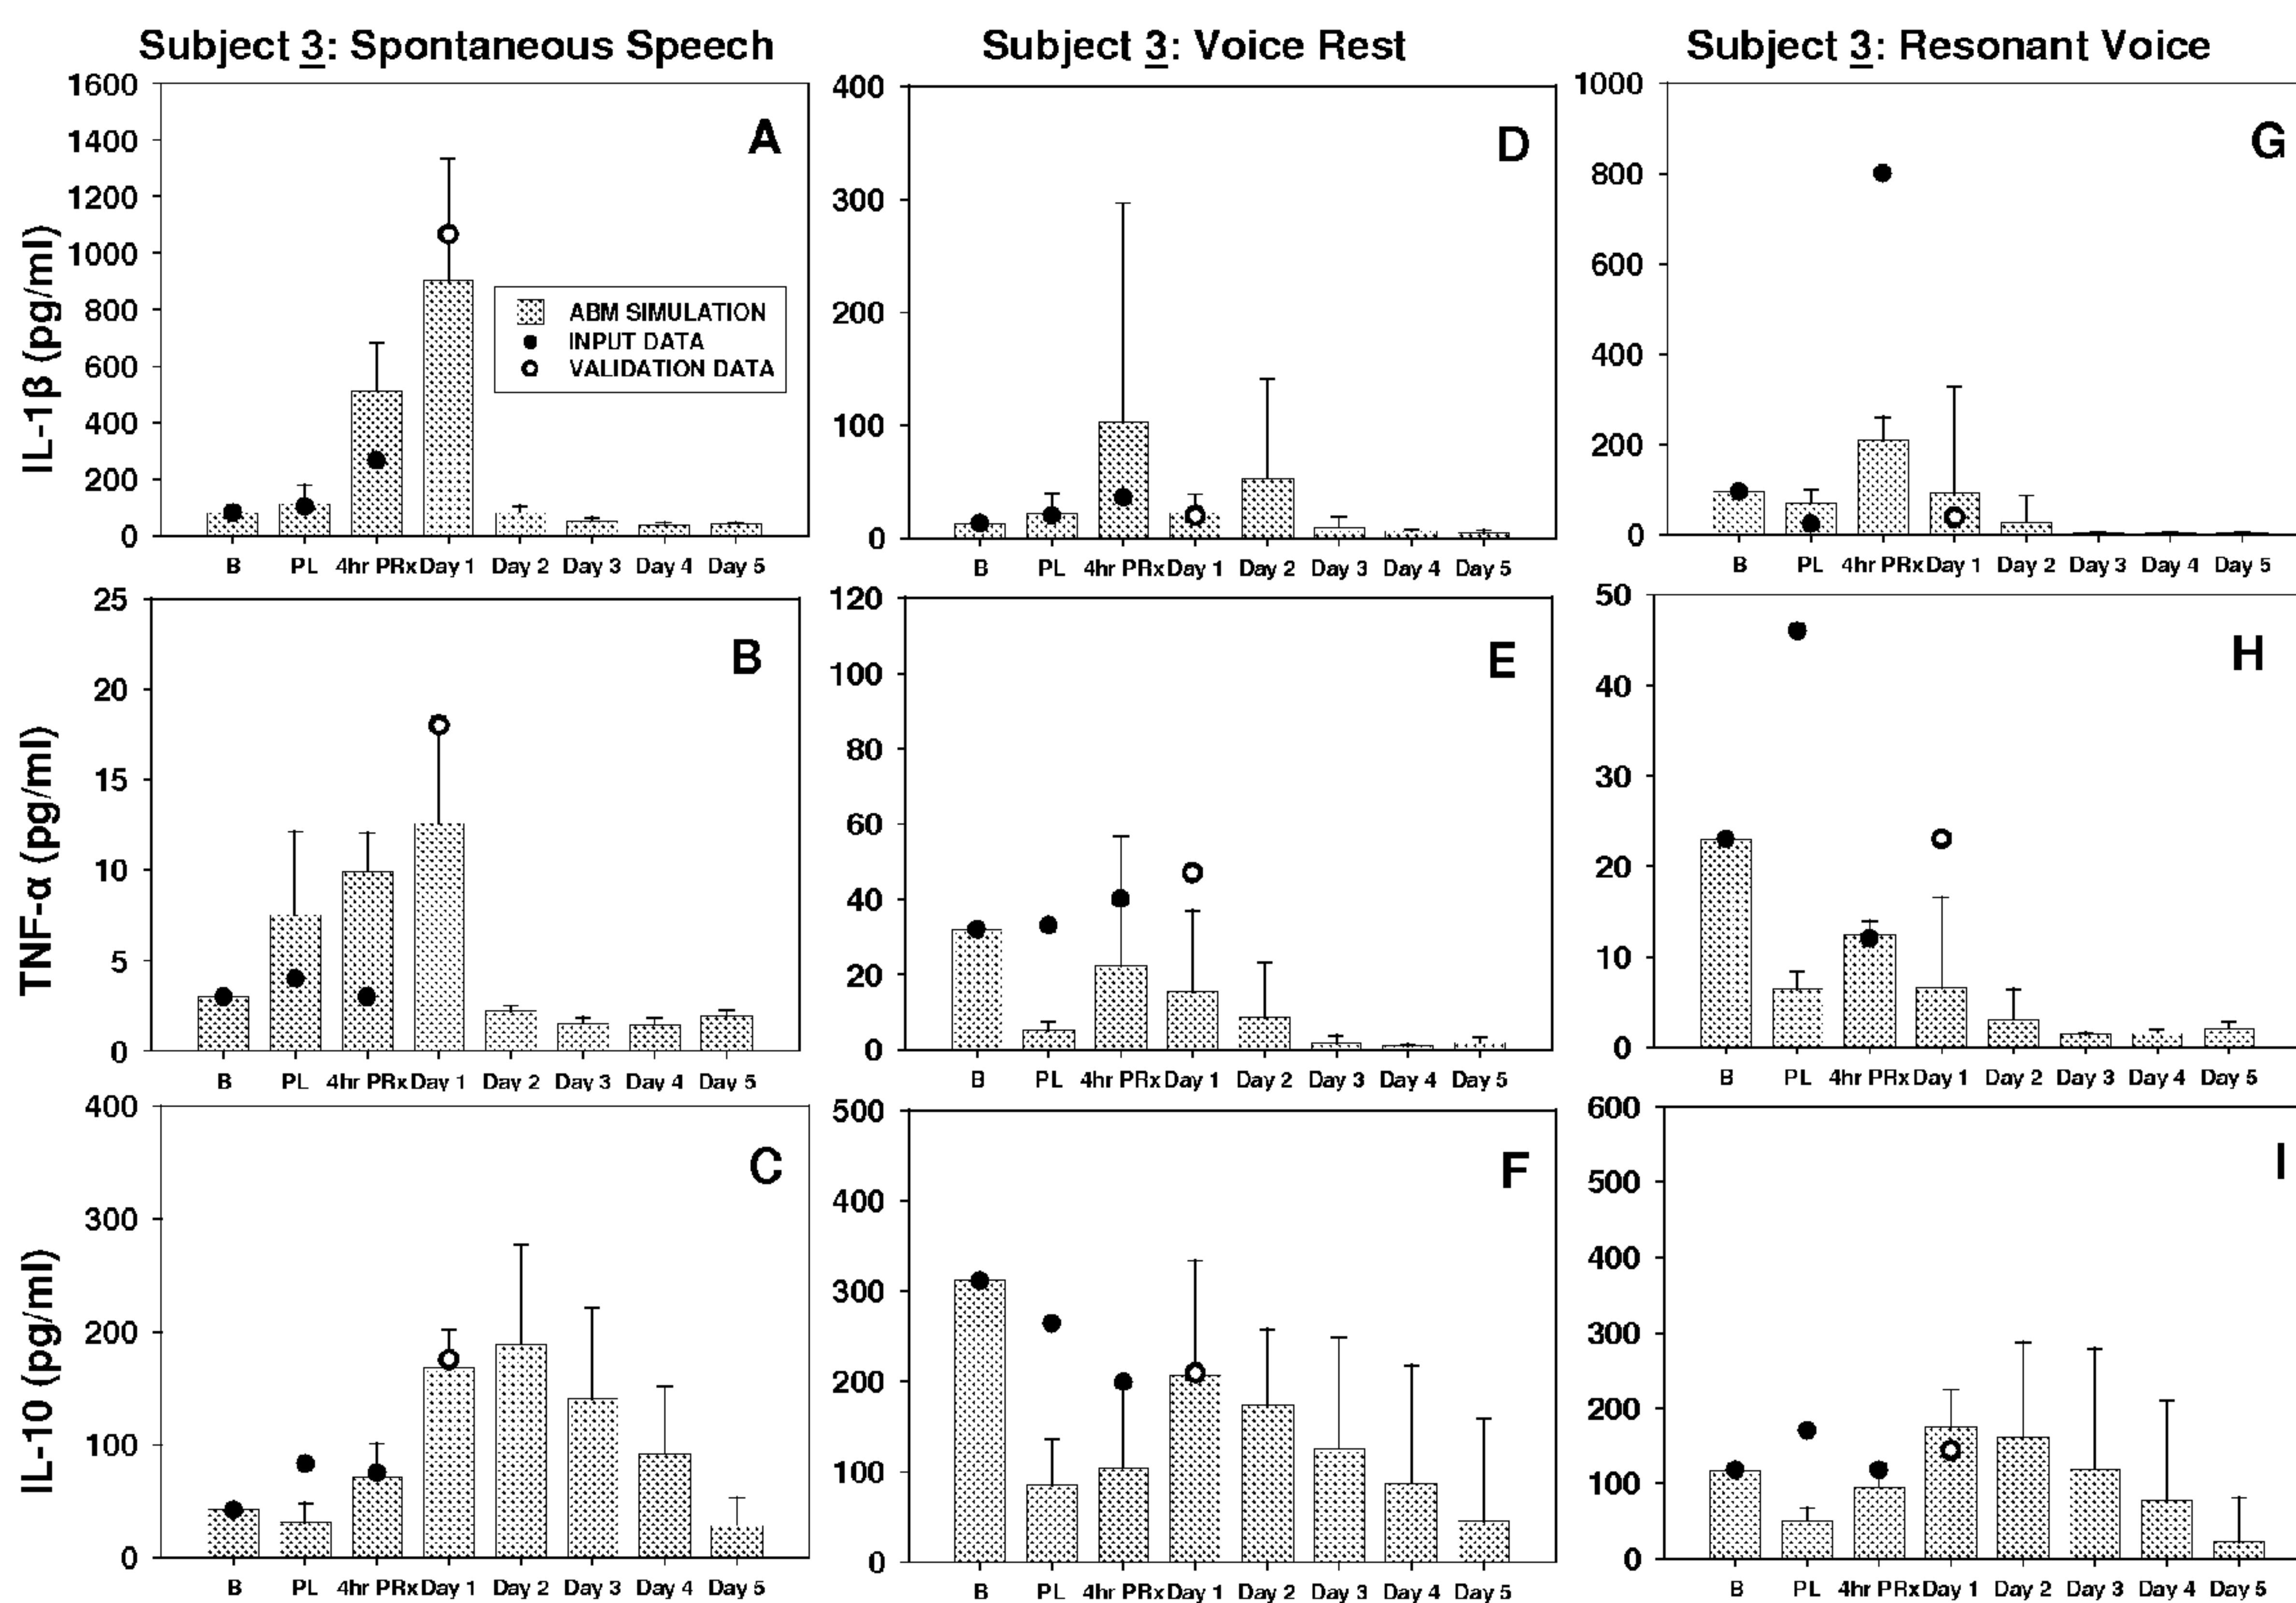 Subject 3: Spontaneous Speech
Subject 3: Voice Rest
Subject 3: Resonant Voice
IL-1β (pg/ml)
1600
1400
1200
1000
800
600
400
200
0
A
ABM SIMULATION
INPUT DATA
VALIDATION DATA
B PL 4hr PRx Day 1 Day 2 Day 3 Day 4 Day 5
400
300
200
100
0
D
B PL 4hr PRx Day 1 Day 2 Day 3 Day 4 Day 5
1000
800
600
400
200
0
G
B PL 4hr PRx Day 1 Day 2 Day 3 Day 4 Day 5
TNF-α (pg/ml)
25
20
15
10
5
0
B
B PL 4hr PRx Day 1 Day 2 Day 3 Day 4 Day 5
120
100
80
60
40
20
0
E
B PL 4hr PRx Day 1 Day 2 Day 3 Day 4 Day 5
50
40
30
20
10
0
H
B PL 4hr PRx Day 1 Day 2 Day 3 Day 4 Day 5
IL-10 (pg/ml)
400
300
200
100
0
C
B PL 4hr PRx Day 1 Day 2 Day 3 Day 4 Day 5
500
400
300
200
100
0
F
B PL 4hr PRx Day 1 Day 2 Day 3 Day 4 Day 5
600
500
400
300
200
100
0
I
B PL 4hr PRx Day 1 Day 2 Day 3 Day 4 Day 5